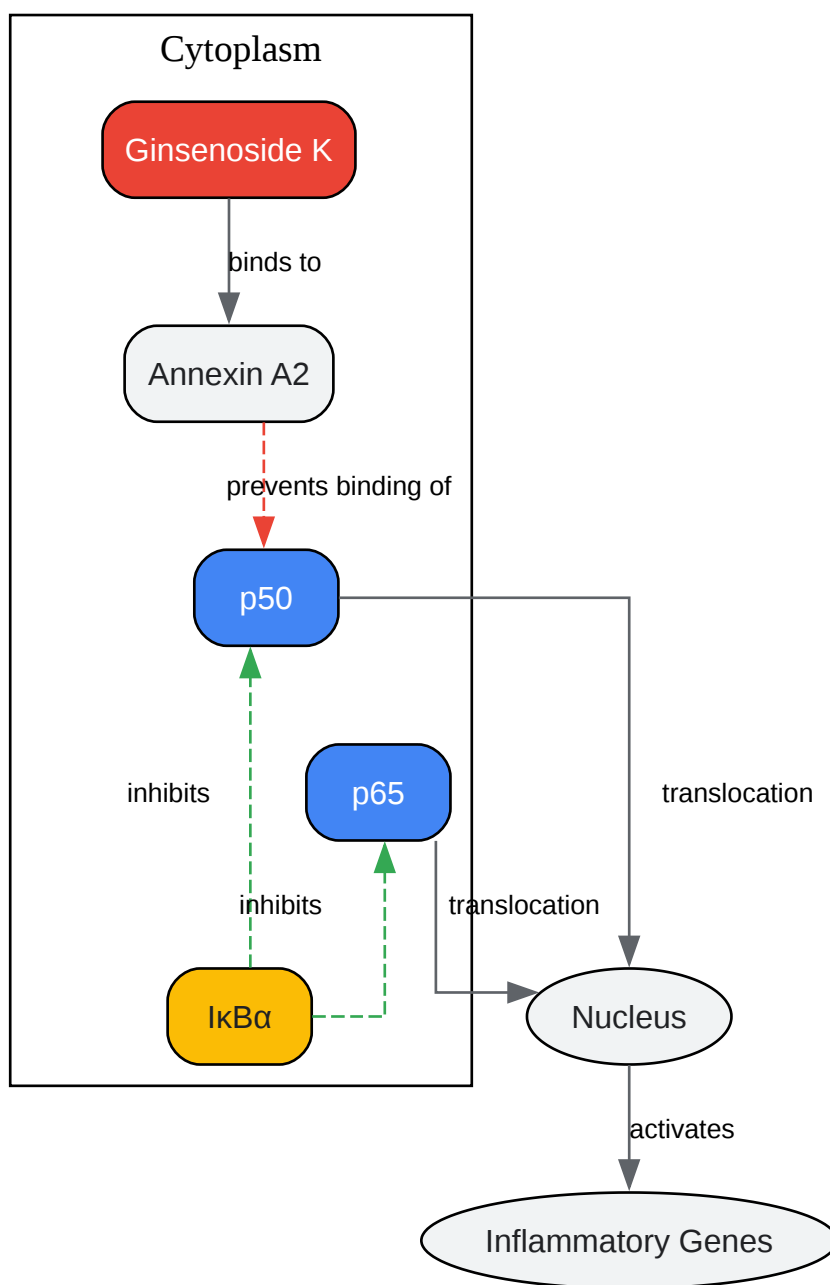 Cytoplasm
Ginsenoside K
binds to
Annexin A2
prevents binding of
p50
inhibits
p65
translocation
inhibits
translocation
IκBα
Nucleus
activates
Inflammatory Genes